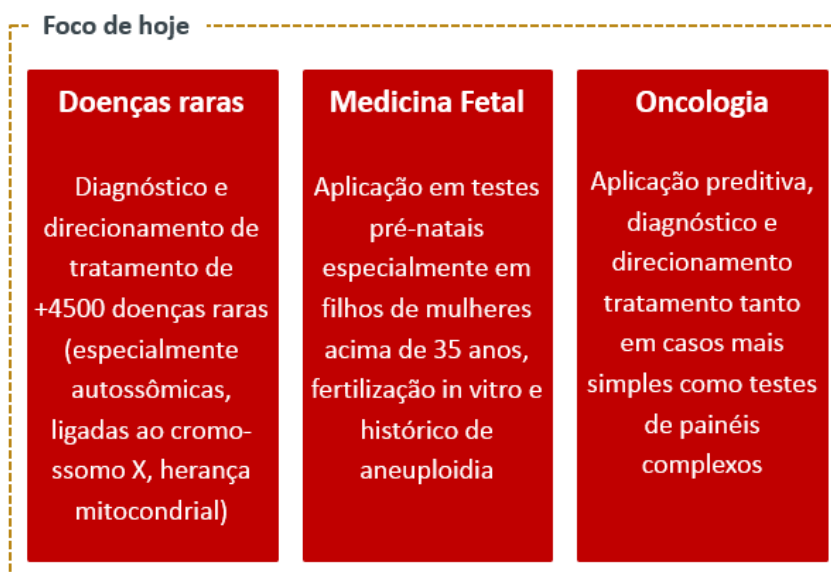 Foco de hoje
Doenças raras
Diagnóstico e
direcionamento de
tratamento de
+4500 doenças raras
(especialmente
autossômicas,
ligadas ao cromo-
ssomo X, herança
mitocondrial)
Medicina Fetal
Aplicação em testes
pré-natais
especialmente em
filhos de mulheres
acima de 35 anos,
fertilização in vitro e
histórico de
aneuploidia
Oncologia
Aplicação preditiva,
diagnóstico e
direcionamento
tratamento tanto
em casos mais
simples como testes
de painéis
complexos